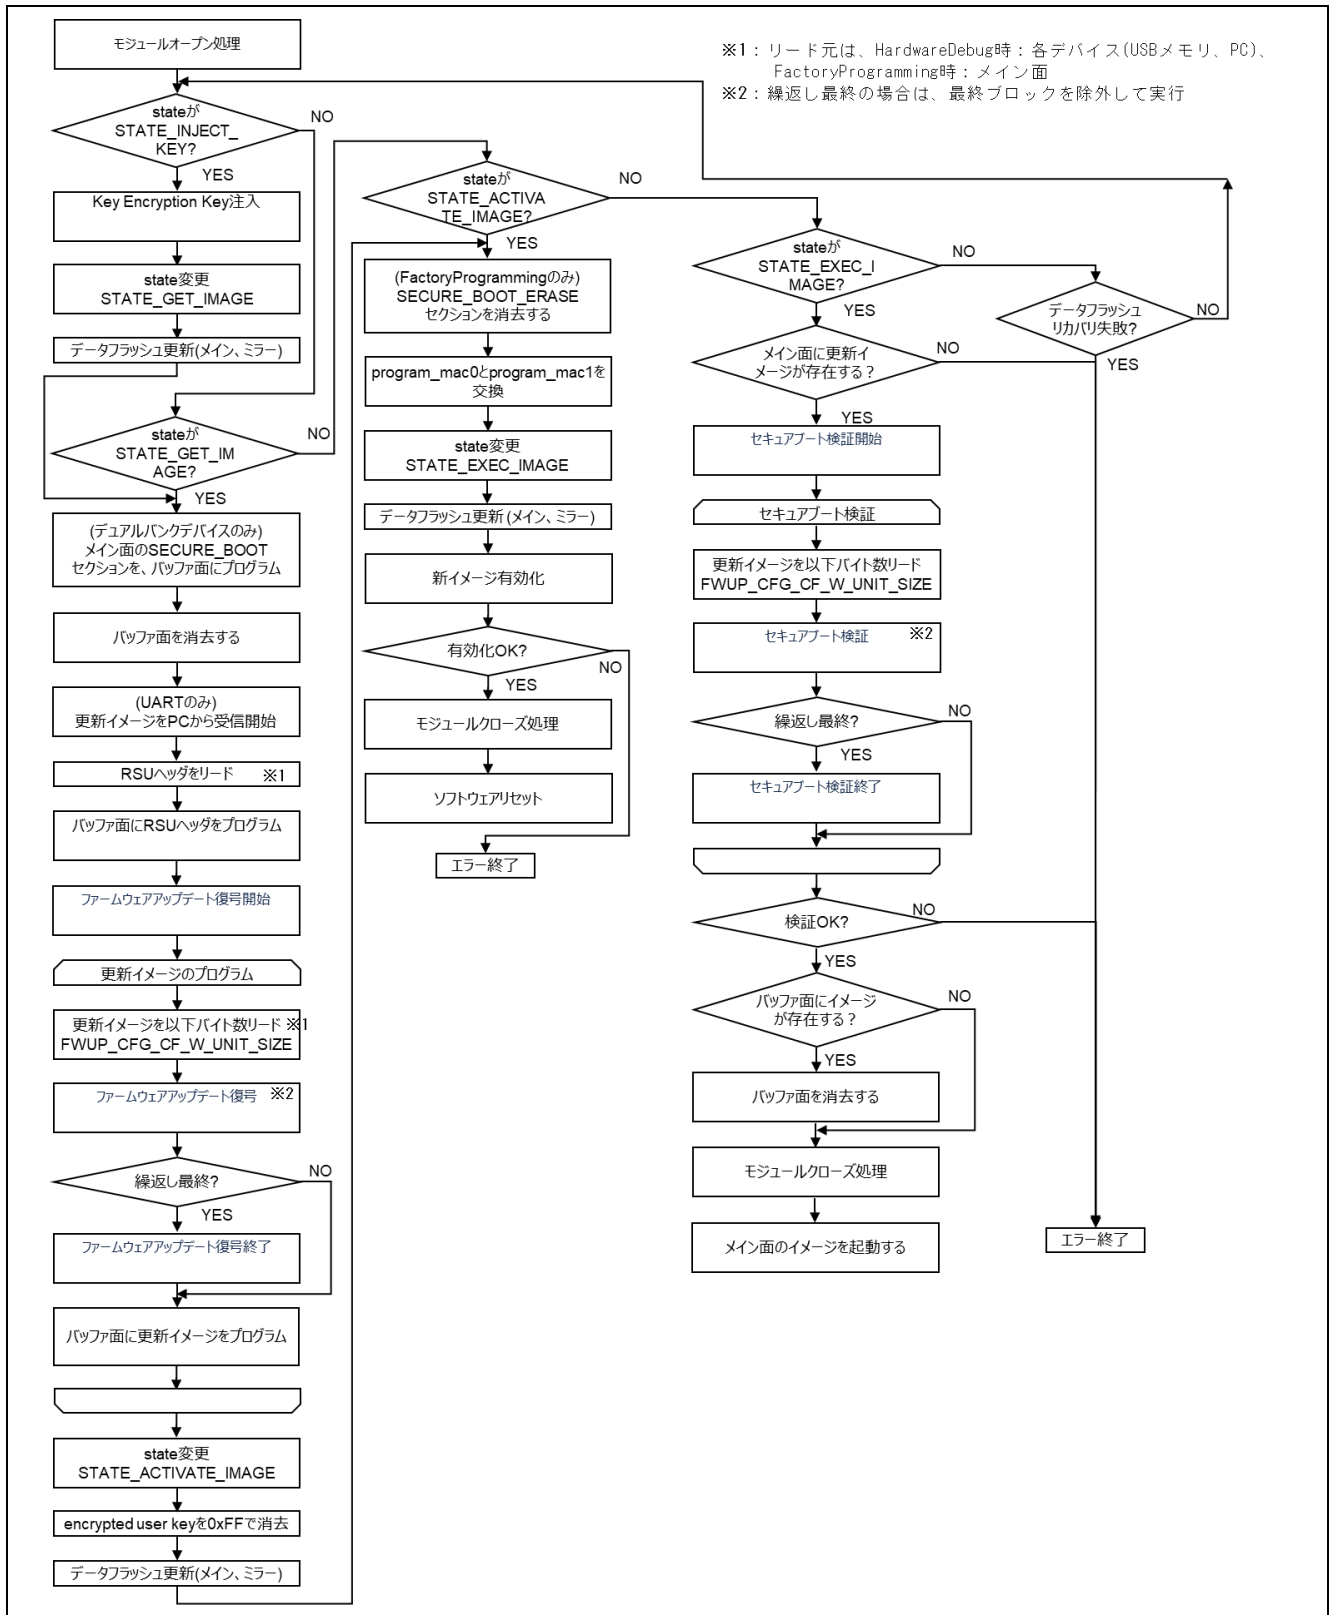 モジュールオープン処理
stateが
STATE_INJECT_
KEY?
NO
YES
Key Encryption Key注入
state変更
STATE_GET_IMAGE
データフラッシュ更新(メイン、ミラー)
stateが
STATE_GET_IM
AGE?
NO
YES
(デュアルバンクデバイスのみ)
メイン面のSECURE_BOOT
セクションを、バッファ面にプログラム
バッファ面を消去する
(UARTのみ)
更新イメージをPCから受信開始
RSUヘッダをリード ※1
バッファ面にRSUヘッダをプログラム
ファームウェアアップデート復号開始
更新イメージのプログラム
更新イメージを以下バイト数リード ※1
FWUP_CFG_CF_W_UNIT_SIZE
ファームウェアアップデート復号 ※2
繰返し最終?
NO
YES
ファームウェアアップデート復号終了
バッファ面に更新イメージをプログラム
state変更
STATE_ACTIVATE_IMAGE
encrypted user keyを0xFFで消去
データフラッシュ更新(メイン、ミラー)
stateが
STATE_ACTIVA
TE_IMAGE?
NO
YES
(FactoryProgrammingのみ)
SECURE_BOOT_ERASE
セクションを消去する
program_mac0とprogram_mac1を
交換
state変更
STATE_EXEC_IMAGE
データフラッシュ更新 (メイン、ミラー)
新イメージ有効化
有効化OK?
NO
YES
モジュールクローズ処理
ソフトウェアリセット
エラー終了
※1：リード元は、HardwareDebug時：各デバイス(USBメモリ、PC)、
FactoryProgramming時：メイン面
※2：繰返し最終の場合は、最終ブロックを除外して実行
stateが
STATE_EXEC_I
MAGE?
NO
YES
データフラッシュ
リカバリ失敗?
NO
YES
メイン面に更新イ
メージが存在する？
NO
YES
セキュアブート検証開始
セキュアブート検証
更新イメージを以下バイト数リード
FWUP_CFG_CF_W_UNIT_SIZE
セキュアブート検証 ※2
繰返し最終?
NO
YES
セキュアブート検証終了
検証OK?
NO
YES
バッファ面にイメージ
が存在する？
NO
YES
バッファ面を消去する
モジュールクローズ処理
メイン面のイメージを起動する
エラー終了